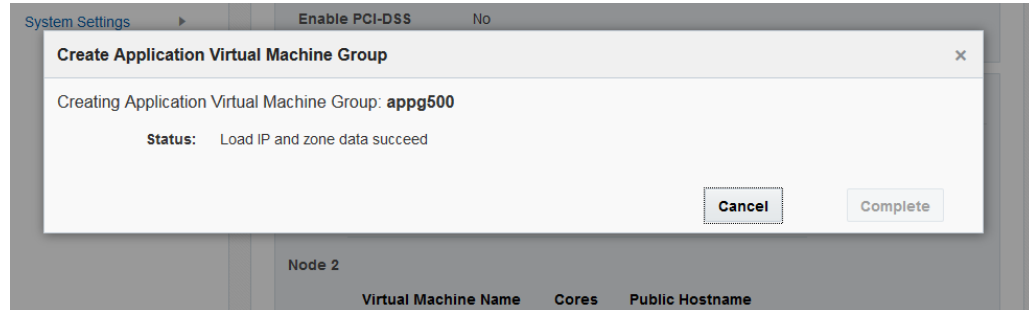 System Settings
Enable PCI-DSS No
Create Application Virtual Machine Group
Creating Application Virtual Machine Group: appg500
Status: Load IP and zone data succeed
Cancel Complete
Node 2
Virtual Machine Name Cores Public Hostname